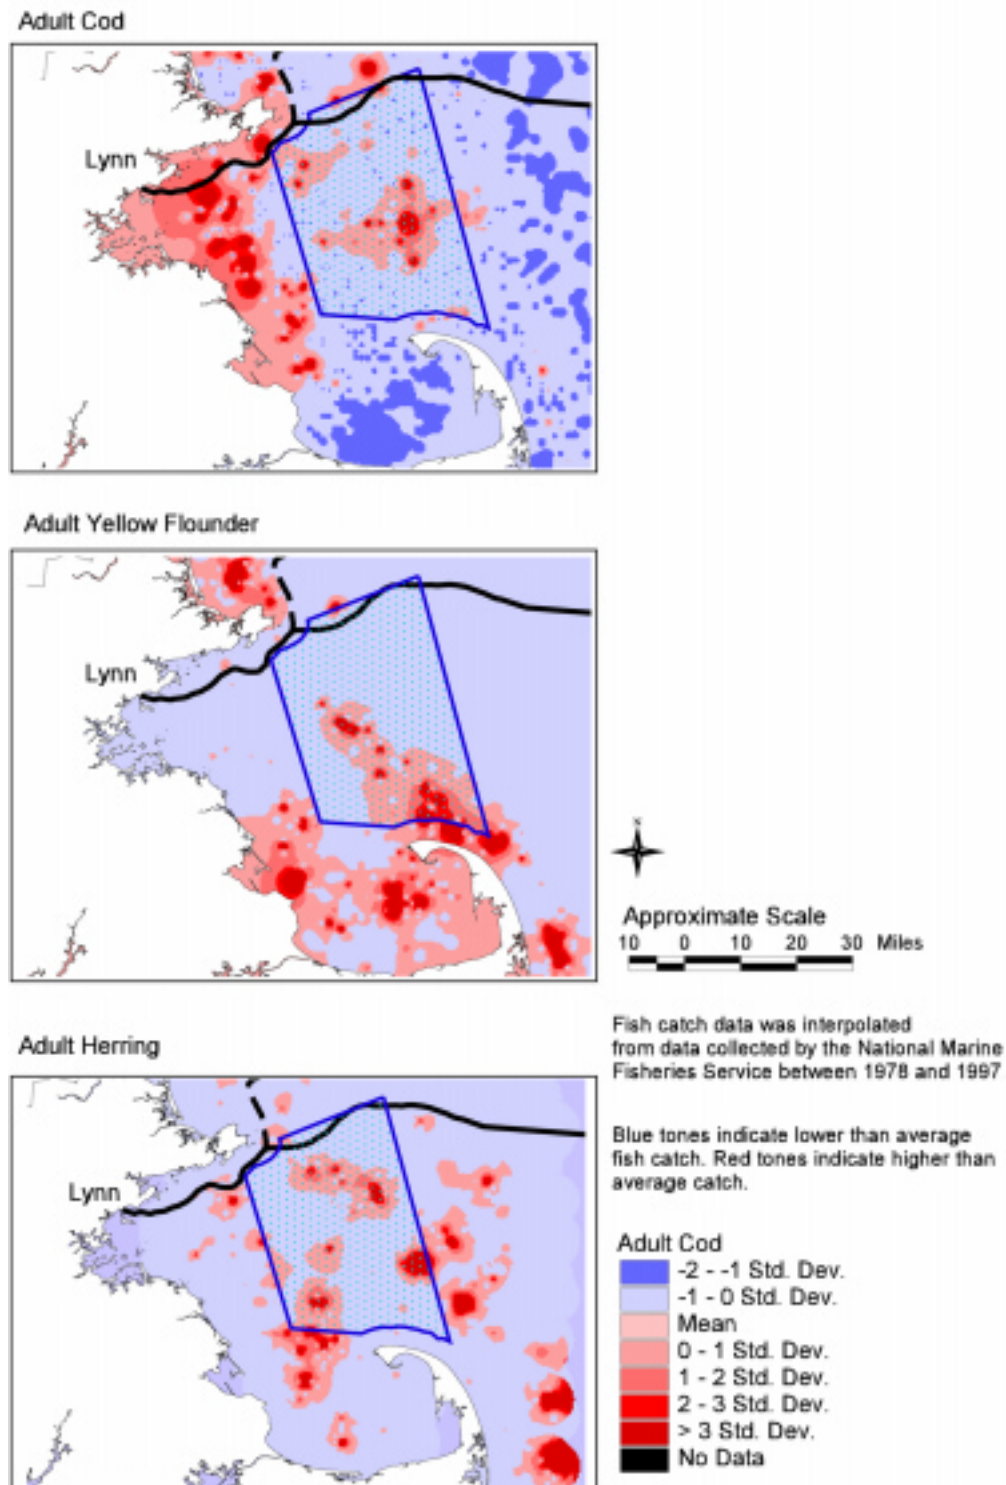 Adult Cod
Lynn
Adult Yellow Flounder
Lynn
N
Approximate Scale
10 0 10 20 30 Miles
Adult Herring
Lynn
Fish catch data was interpolated
from data collected by the National Marine
Fisheries Service between 1978 and 1997
Blue tones indicate lower than average
fish catch. Red tones indicate higher than
average catch.
Adult Cod
-2 - -1 Std. Dev.
-1 - 0 Std. Dev.
Mean
0 - 1 Std. Dev.
1 - 2 Std. Dev.
2 - 3 Std. Dev.
> 3 Std. Dev.
No Data